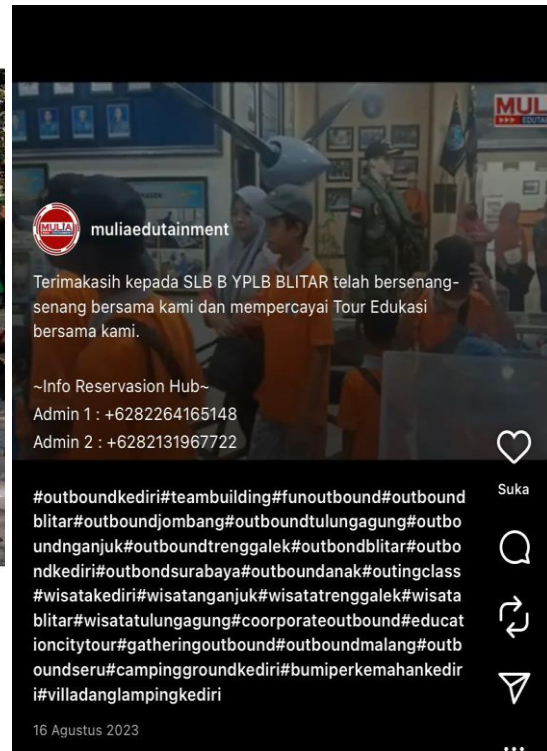 MUL
EDUTAI
MULIA
muliaedutainment
Terimakasih kepada SLB B YPLB BLITAR telah bersenang-
senang bersama kami dan mempercayai Tour Edukasi
bersama kami.
~Info Reservasion Hub~
Admin 1 : +6282264165148
Admin 2 : +6282131967722
#outboundkediri#teambuilding#funoutbound#outbound
blitar#outboundjombang#outboundtulungagung#outbo
undnganjuk#outboundtrenggalek#outbondblitar#outbo
ndkediri#outbondsurabaya#outboundanak#outingclass
#wisatakediri#wisatanganjuk#wisatatrenggalek#wisata
blitar#wisatatulungagung#coorporateoutbound#educat
ioncitytour#gatheringoutbound#outboundmalang#outb
oundseru#campinggroundkediri#bumiperkemahankedir
i#villadanglampingkediri
Suka
16 Agustus 2023